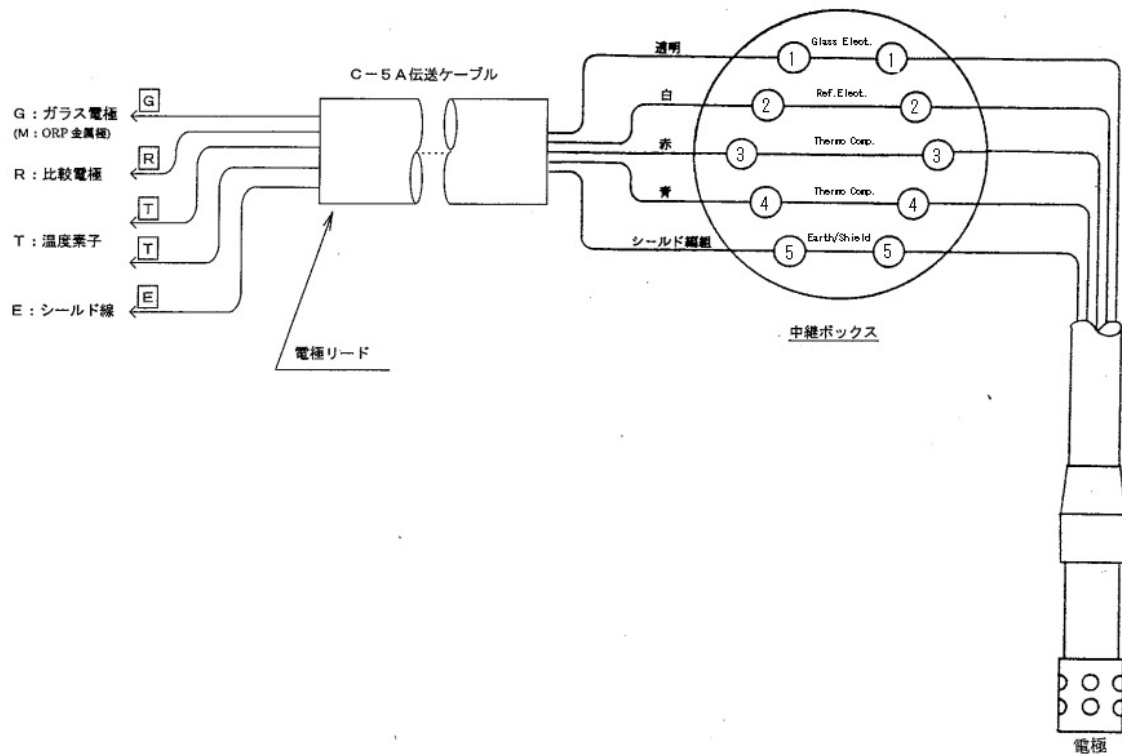 C－5A伝送ケーブル
G：ガラス電極
(M：ORP 金属極)
R：比較電極
T：温度素子
E：シールド線
G
R
T
T
E
電極リード
透明
白
赤
青
シールド編組
1 Glass Elect. 1
2 Ref.Elect. 2
3 Thermo Comp. 3
4 Thermo Comp. 4
5 Earth/Shield 5
中継ボックス
電極